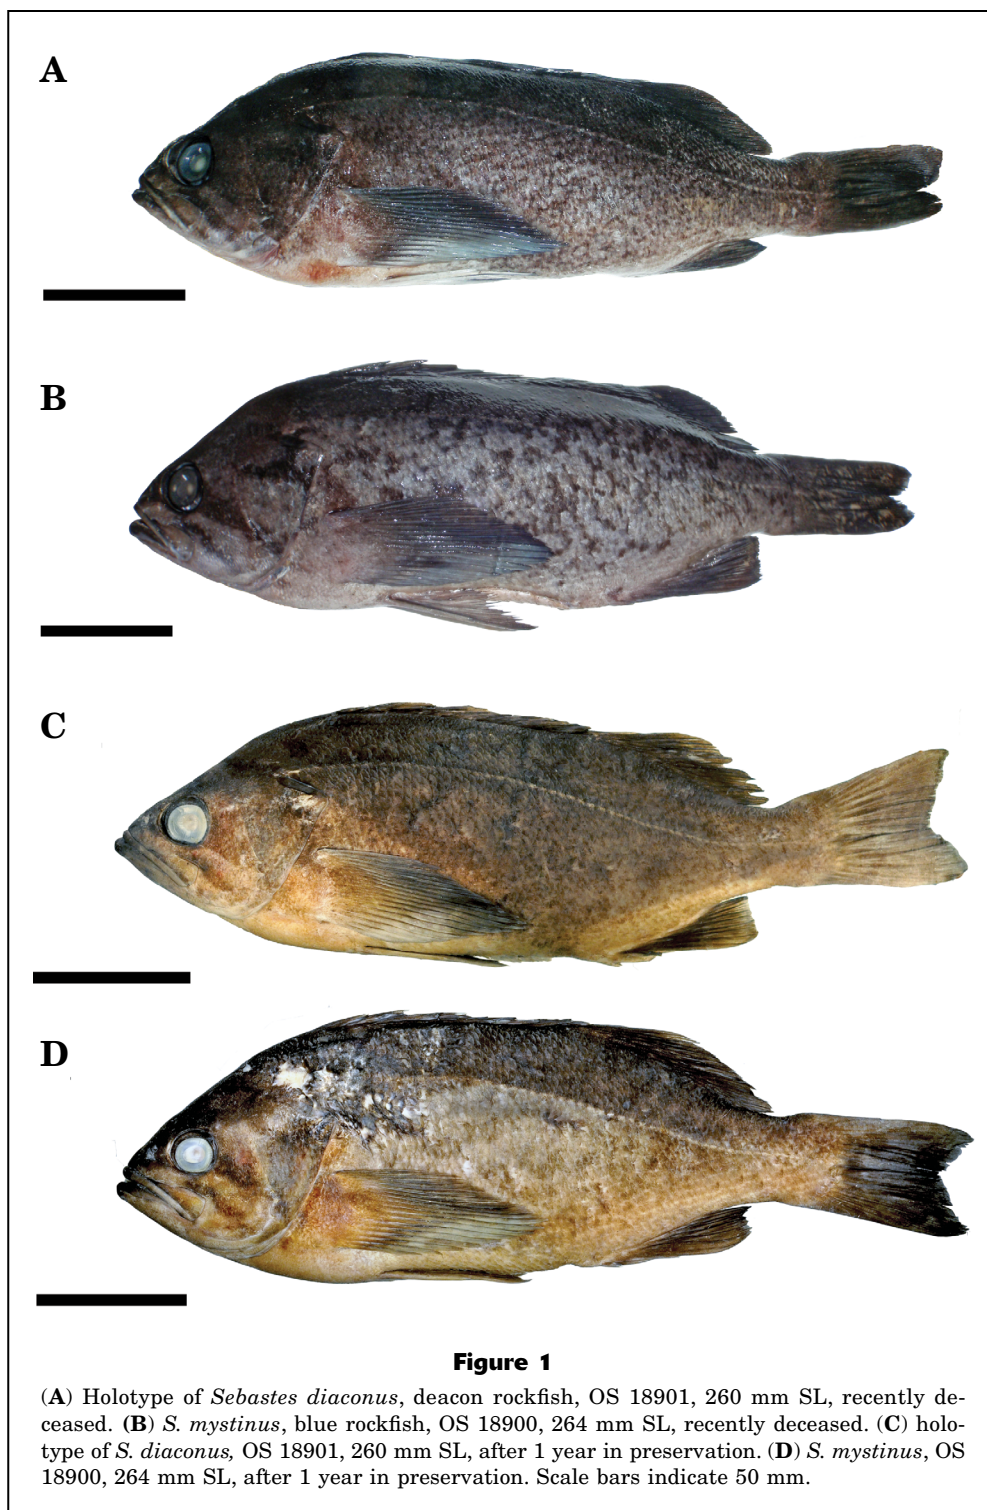 A
B
C
D
Figure 1
(A) Holotype of Sebastes diaconus, deacon rockfish, OS 18901, 260 mm SL, recently de-
ceased. (B) S. mystinus, blue rockfish, OS 18900, 264 mm SL, recently deceased. (C) holo-
type of S. diaconus, OS 18901, 260 mm SL, after 1 year in preservation. (D) S. mystinus, OS
18900, 264 mm SL, after 1 year in preservation. Scale bars indicate 50 mm.